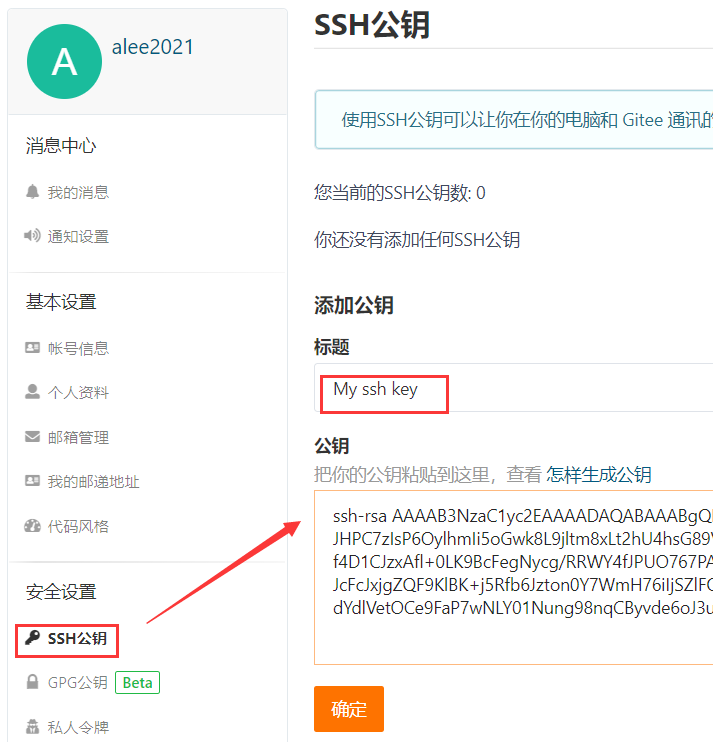 A
alee2021
消息中心
我的消息
通知设置
基本设置
帐号信息
个人资料
邮箱管理
我的邮递地址
代码风格
安全设置
SSH公钥
GPG公钥 Beta
私人令牌
SSH公钥
使用SSH公钥可以让你在你的电脑和 Gitee 通讯的
您当前的SSH公钥数: 0
你还没有添加任何SSH公钥
添加公钥
标题
My ssh key
公钥
把你的公钥粘贴到这里，查看 怎样生成公钥
ssh-rsa AAAAB3NzaC1yc2EAAAADAQABAAABgQ
JHPC7zIsP6OylhmIi5oGwk8L9jltm8xLt2hU4hsG89
f4D1CJzxAfl+0LK9BcFegNycg/RRWY4fJPUO767PA
JcFcJxjgZQF9KlBK+j5Rfb6Jzton0Y7WmH76iIjSZlFC
dYdlVetOCe9FaP7wNLY01Nung98nqCByvde6oJ3u
确定